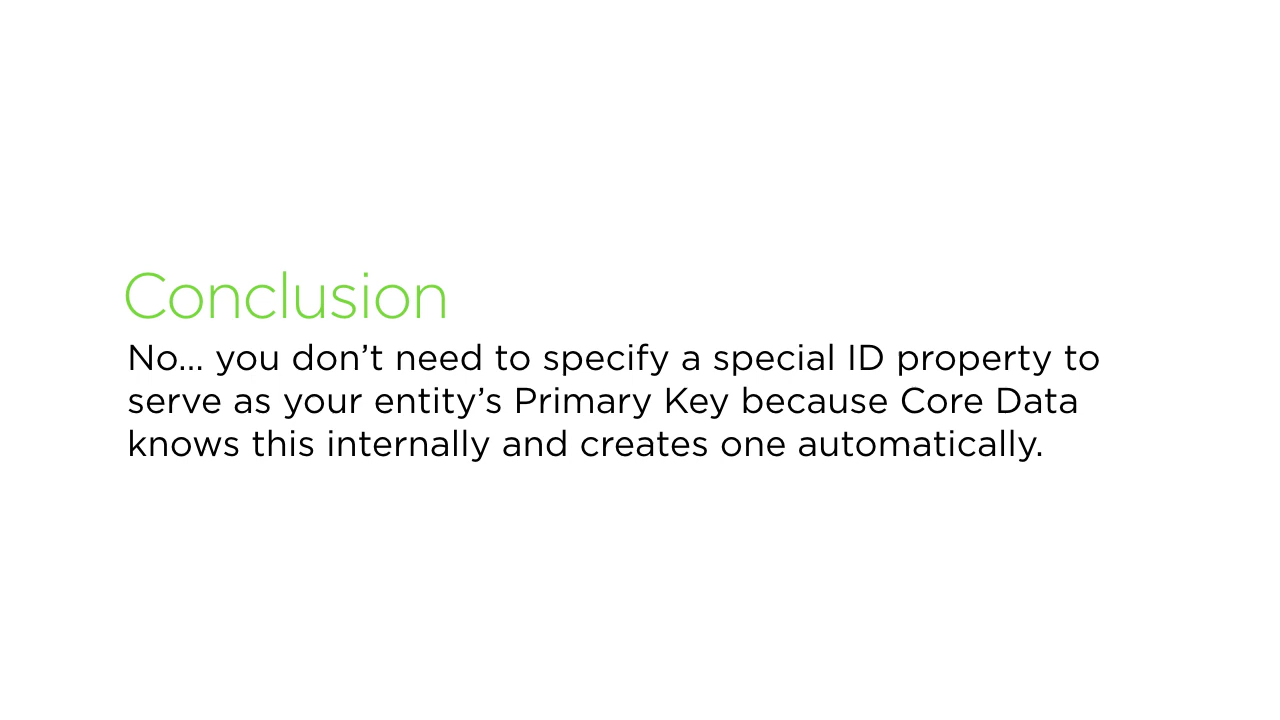 Conclusion
No... you don’t need to specify a special ID property to
serve as your entity’s Primary Key because Core Data
knows this internally and creates one automatically.